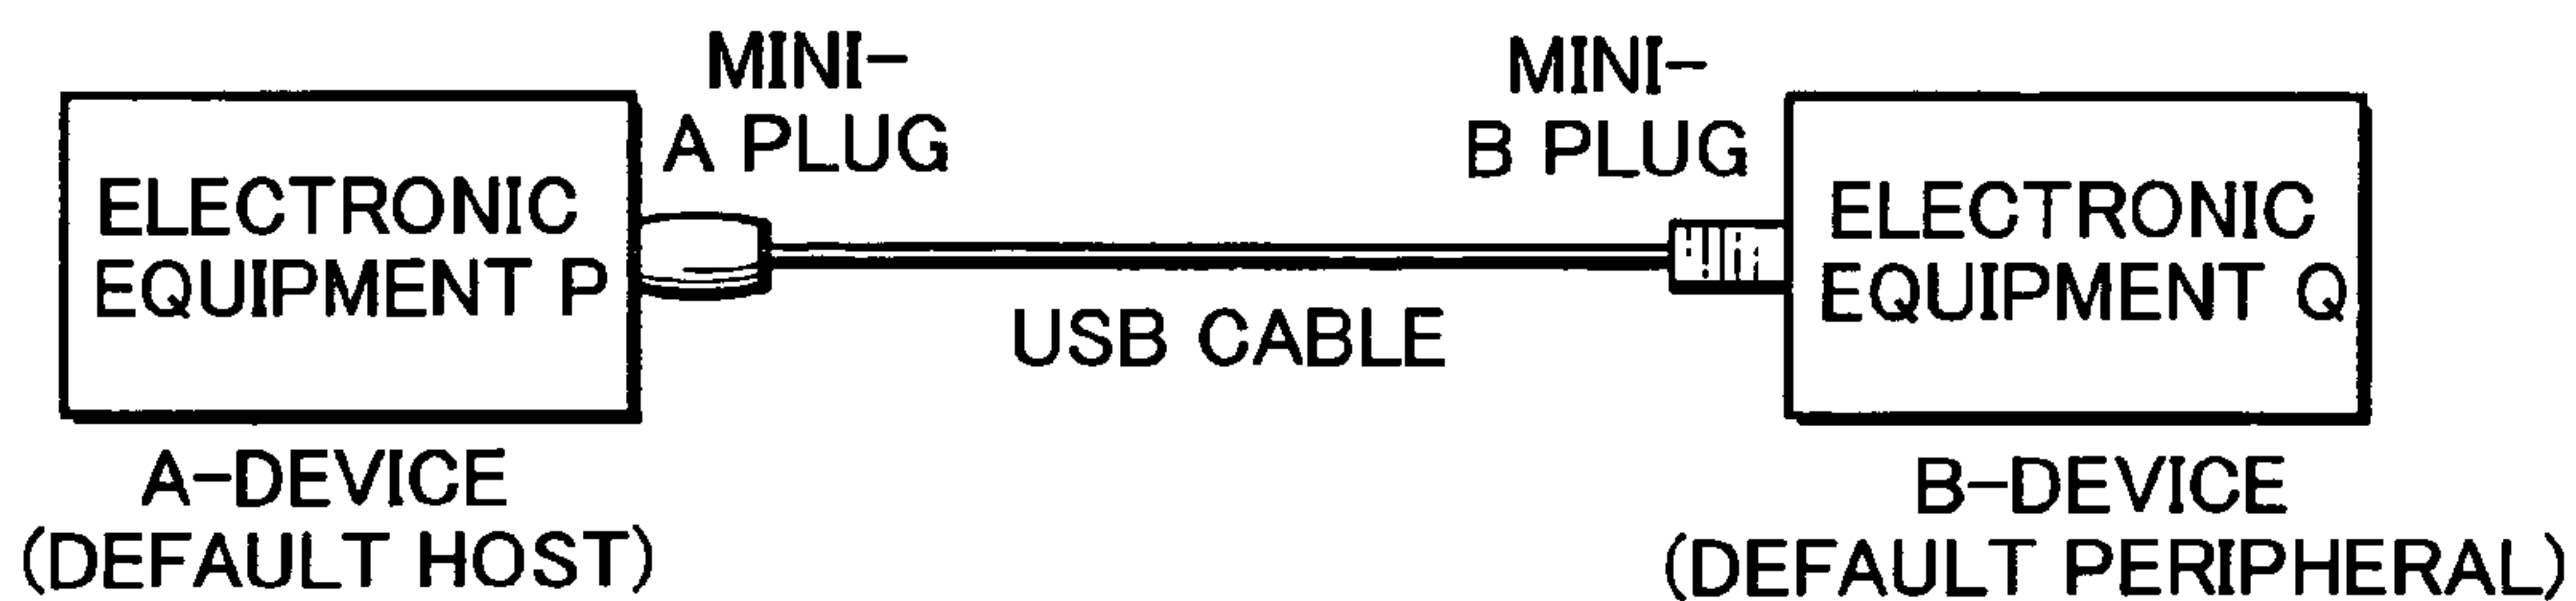 MINI-
A PLUG
MINI-
B PLUG
ELECTRONIC
EQUIPMENT P
ELECTRONIC
EQUIPMENT Q
USB CABLE
A-DEVICE
(DEFAULT HOST)
B-DEVICE
(DEFAULT PERIPHERAL)